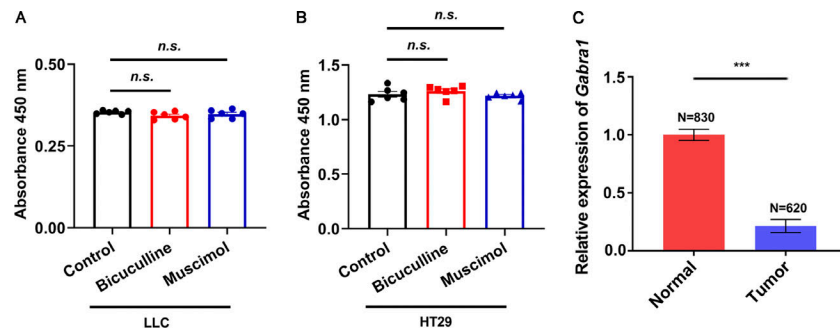 A
n.s.
n.s.
Absorbance 450 nm
0.50
0.25
0.00
Control
Bicuculline
Muscimol
LLC
B
n.s.
n.s.
Absorbance 450 nm
1.5
1.0
0.5
0.0
Control
Bicuculline
Muscimol
HT29
C
***
Relative expression of Gabra1
1.5
1.0
0.5
0.0
N=830
N=620
Normal
Tumor